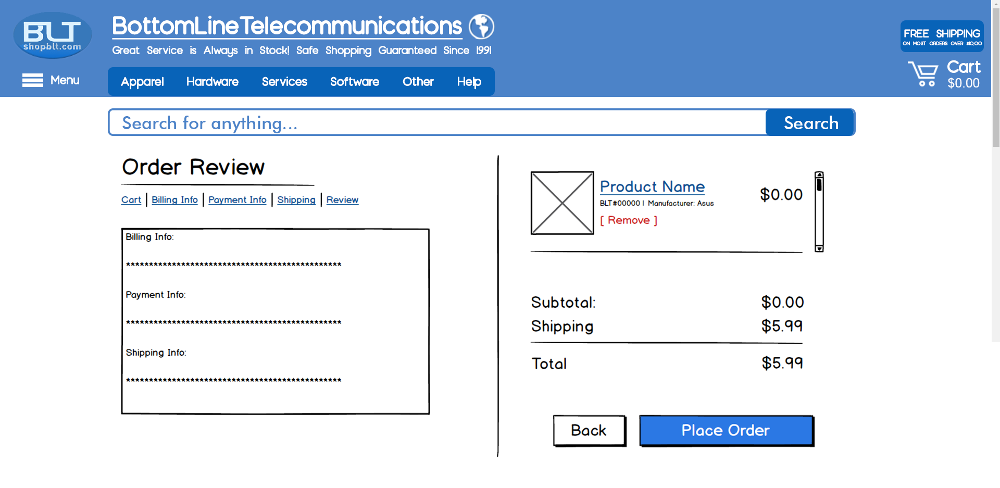 BLT
shopblt.com
BottomLineTelecommunications
Great Service is Always in Stock! Safe Shopping Guaranteed Since 1991
FREE SHIPPING
ON MOST ORDERS OVER $10.00
Cart
$0.00
Menu
Apparel Hardware Services Software Other Help
Search for anything... Search
Order Review
Cart | Billing Info | Payment Info | Shipping | Review
Billing Info:
***********************************************
Payment Info:
***********************************************
Shipping Info:
***********************************************
Product Name
$0.00
BLT#00000 | Manufacturer: Asus
[ Remove ]
Subtotal: $0.00
Shipping $5.99
Total $5.99
Back Place Order